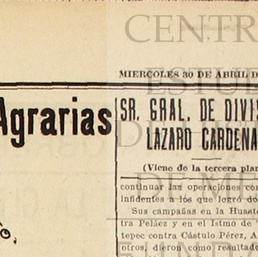 CENTR
ESTU
MIERCOLES 30 DE ABRIL D
Agrarias
SR. GRAL. DE DIVIS
LAZARO CARDENA
(Viene de la tercera plan
continuar las operaciones con
infidentes a los que logró do
Sus campañas en la Huaste
tra Peláez y en el Istmo de
tepec contra Cástulo Pérez, A
otros, dieron como resultado